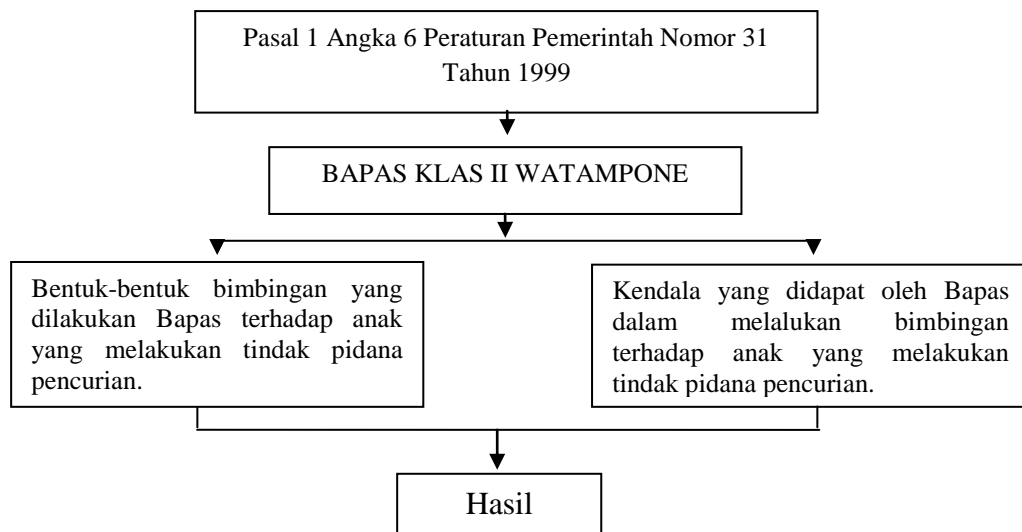 Pasal 1 Angka 6 Peraturan Pemerintah Nomor 31
Tahun 1999
BAPAS KLAS II WATAMPONE
Bentuk-bentuk bimbingan yang
dilakukan Bapas terhadap anak
yang melakukan tindak pidana
pencurian.
Kendala yang didapat oleh Bapas
dalam melalukan bimbingan
terhadap anak yang melakukan
tindak pidana pencurian.
Hasil